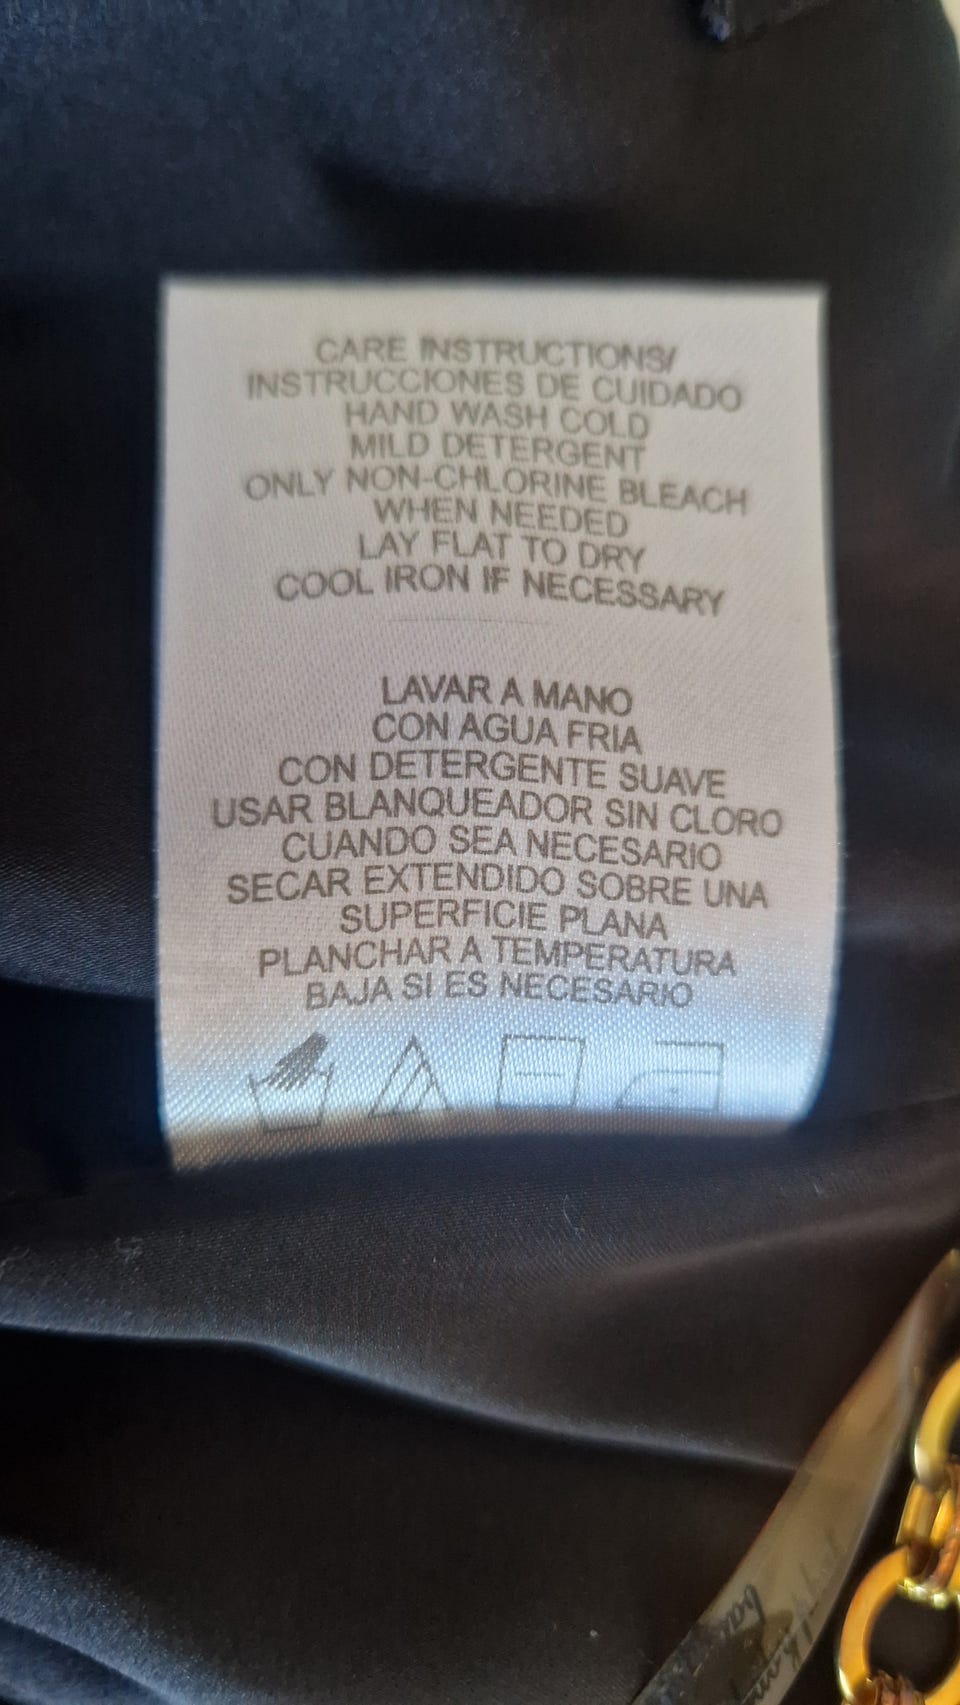 CARE INSTRUCTIONS/
INSTRUCCIONES DE CUIDADO
HAND WASH COLD
MILD DETERGENT
ONLY NON-CHLORINE BLEACH
WHEN NEEDED
LAY FLAT TO DRY
COOL IRON IF NECESSARY
LAVAR A MANO
CON AGUA FRIA
CON DETERGENTE SUAVE
USAR BLANQUEADOR SIN CLORO
CUANDO SEA NECESARIO
SECAR EXTENDIDO SOBRE UNA
SUPERFICIE PLANA
PLANCHAR A TEMPERATURA
BAJA SI ES NECESARIO